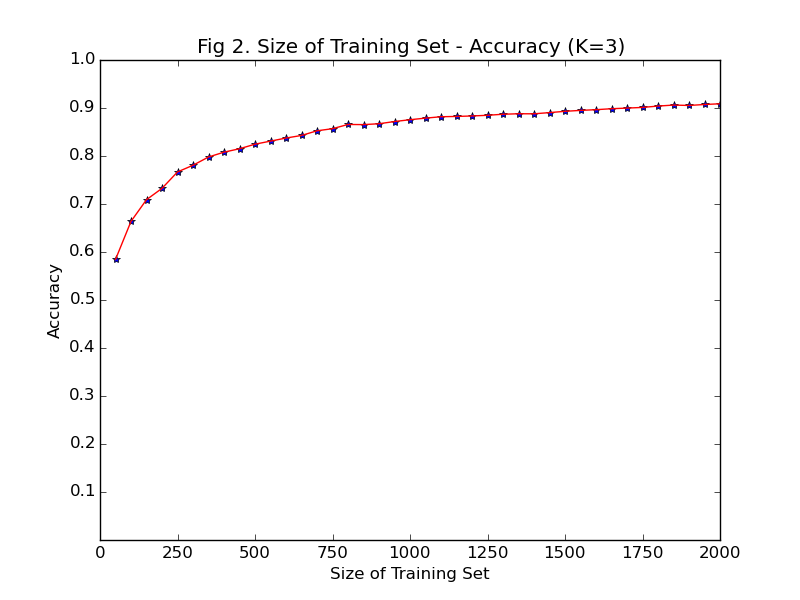 Fig 2. Size of Training Set - Accuracy (K=3)
1.0
0.9
0.8
0.7
0.6
0.5
0.4
0.3
0.2
0.1
Accuracy
0 250 500 750 1000 1250 1500 1750 2000
Size of Training Set